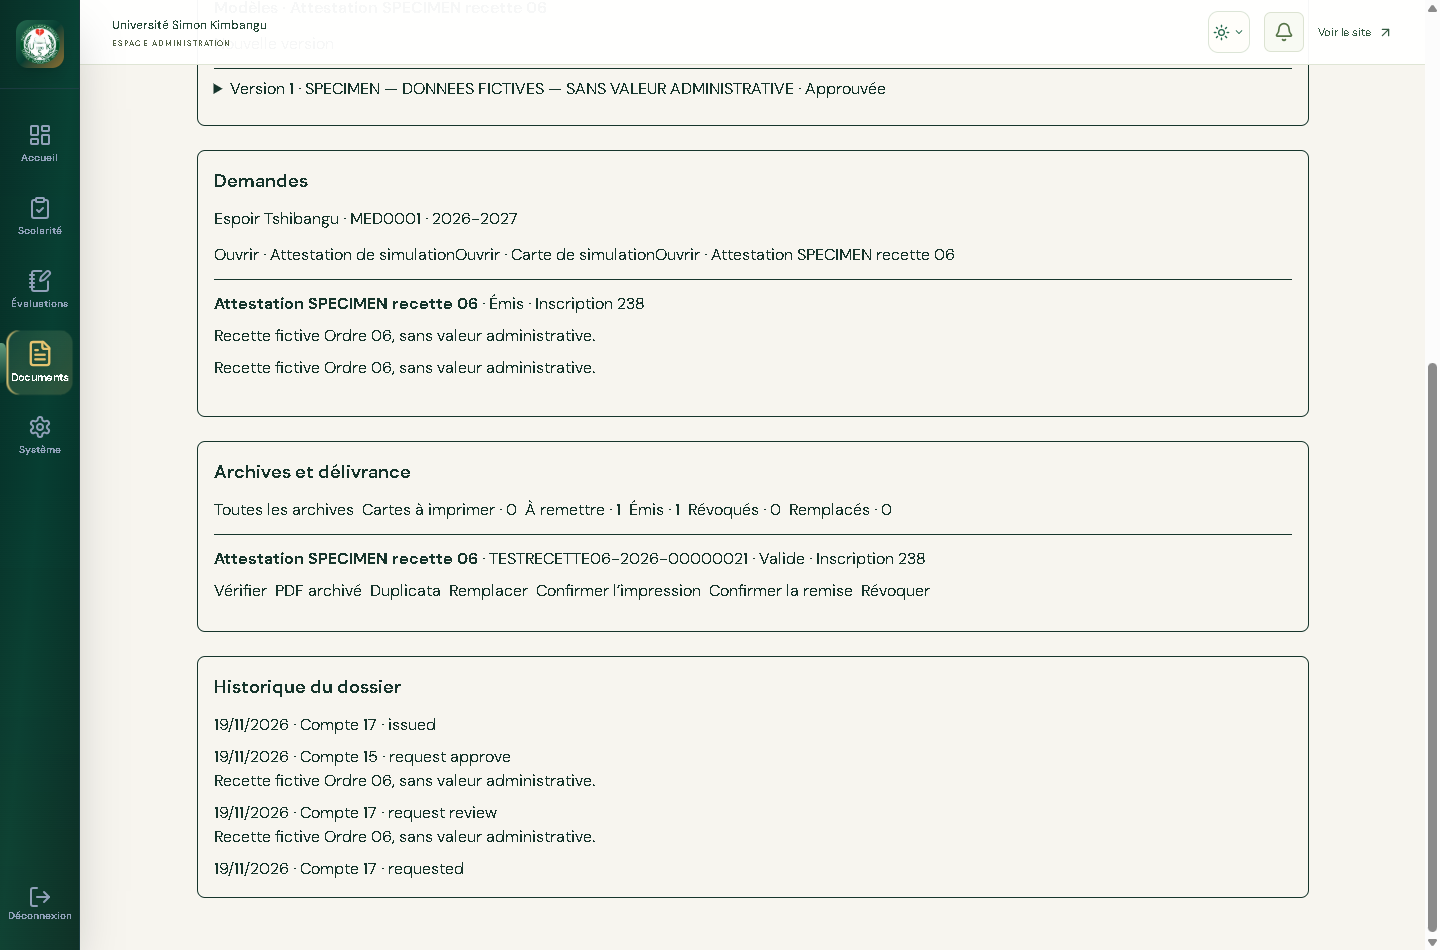 Modèles · Attestation SPECIMEN recette 06
Université Simon Kimbangu
ESPACE ADMINISTRATION
Nouvelle version
Voir le site
Accueil
Scolarité
Évaluations
Documents
Système
Déconnexion
▶ Version 1 · SPECIMEN — DONNEES FICTIVES — SANS VALEUR ADMINISTRATIVE · Approuvée
Demandes
Espoir Tshibangu · MED0001 · 2026-2027
Ouvrir · Attestation de simulationOuvrir · Carte de simulationOuvrir · Attestation SPECIMEN recette 06
Attestation SPECIMEN recette 06 · Émis · Inscription 238
Recette fictive Ordre 06, sans valeur administrative.
Recette fictive Ordre 06, sans valeur administrative.
Archives et délivrance
Toutes les archives Cartes à imprimer · 0 À remettre · 1 Émis · 1 Révoqués · 0 Remplacés · 0
Attestation SPECIMEN recette 06 · TESTRECETTE06-2026-00000021 · Valide · Inscription 238
Vérifier PDF archivé Duplicata Remplacer Confirmer l’impression Confirmer la remise Révoquer
Historique du dossier
19/11/2026 · Compte 17 · issued
19/11/2026 · Compte 15 · request approve
Recette fictive Ordre 06, sans valeur administrative.
19/11/2026 · Compte 17 · request review
Recette fictive Ordre 06, sans valeur administrative.
19/11/2026 · Compte 17 · requested